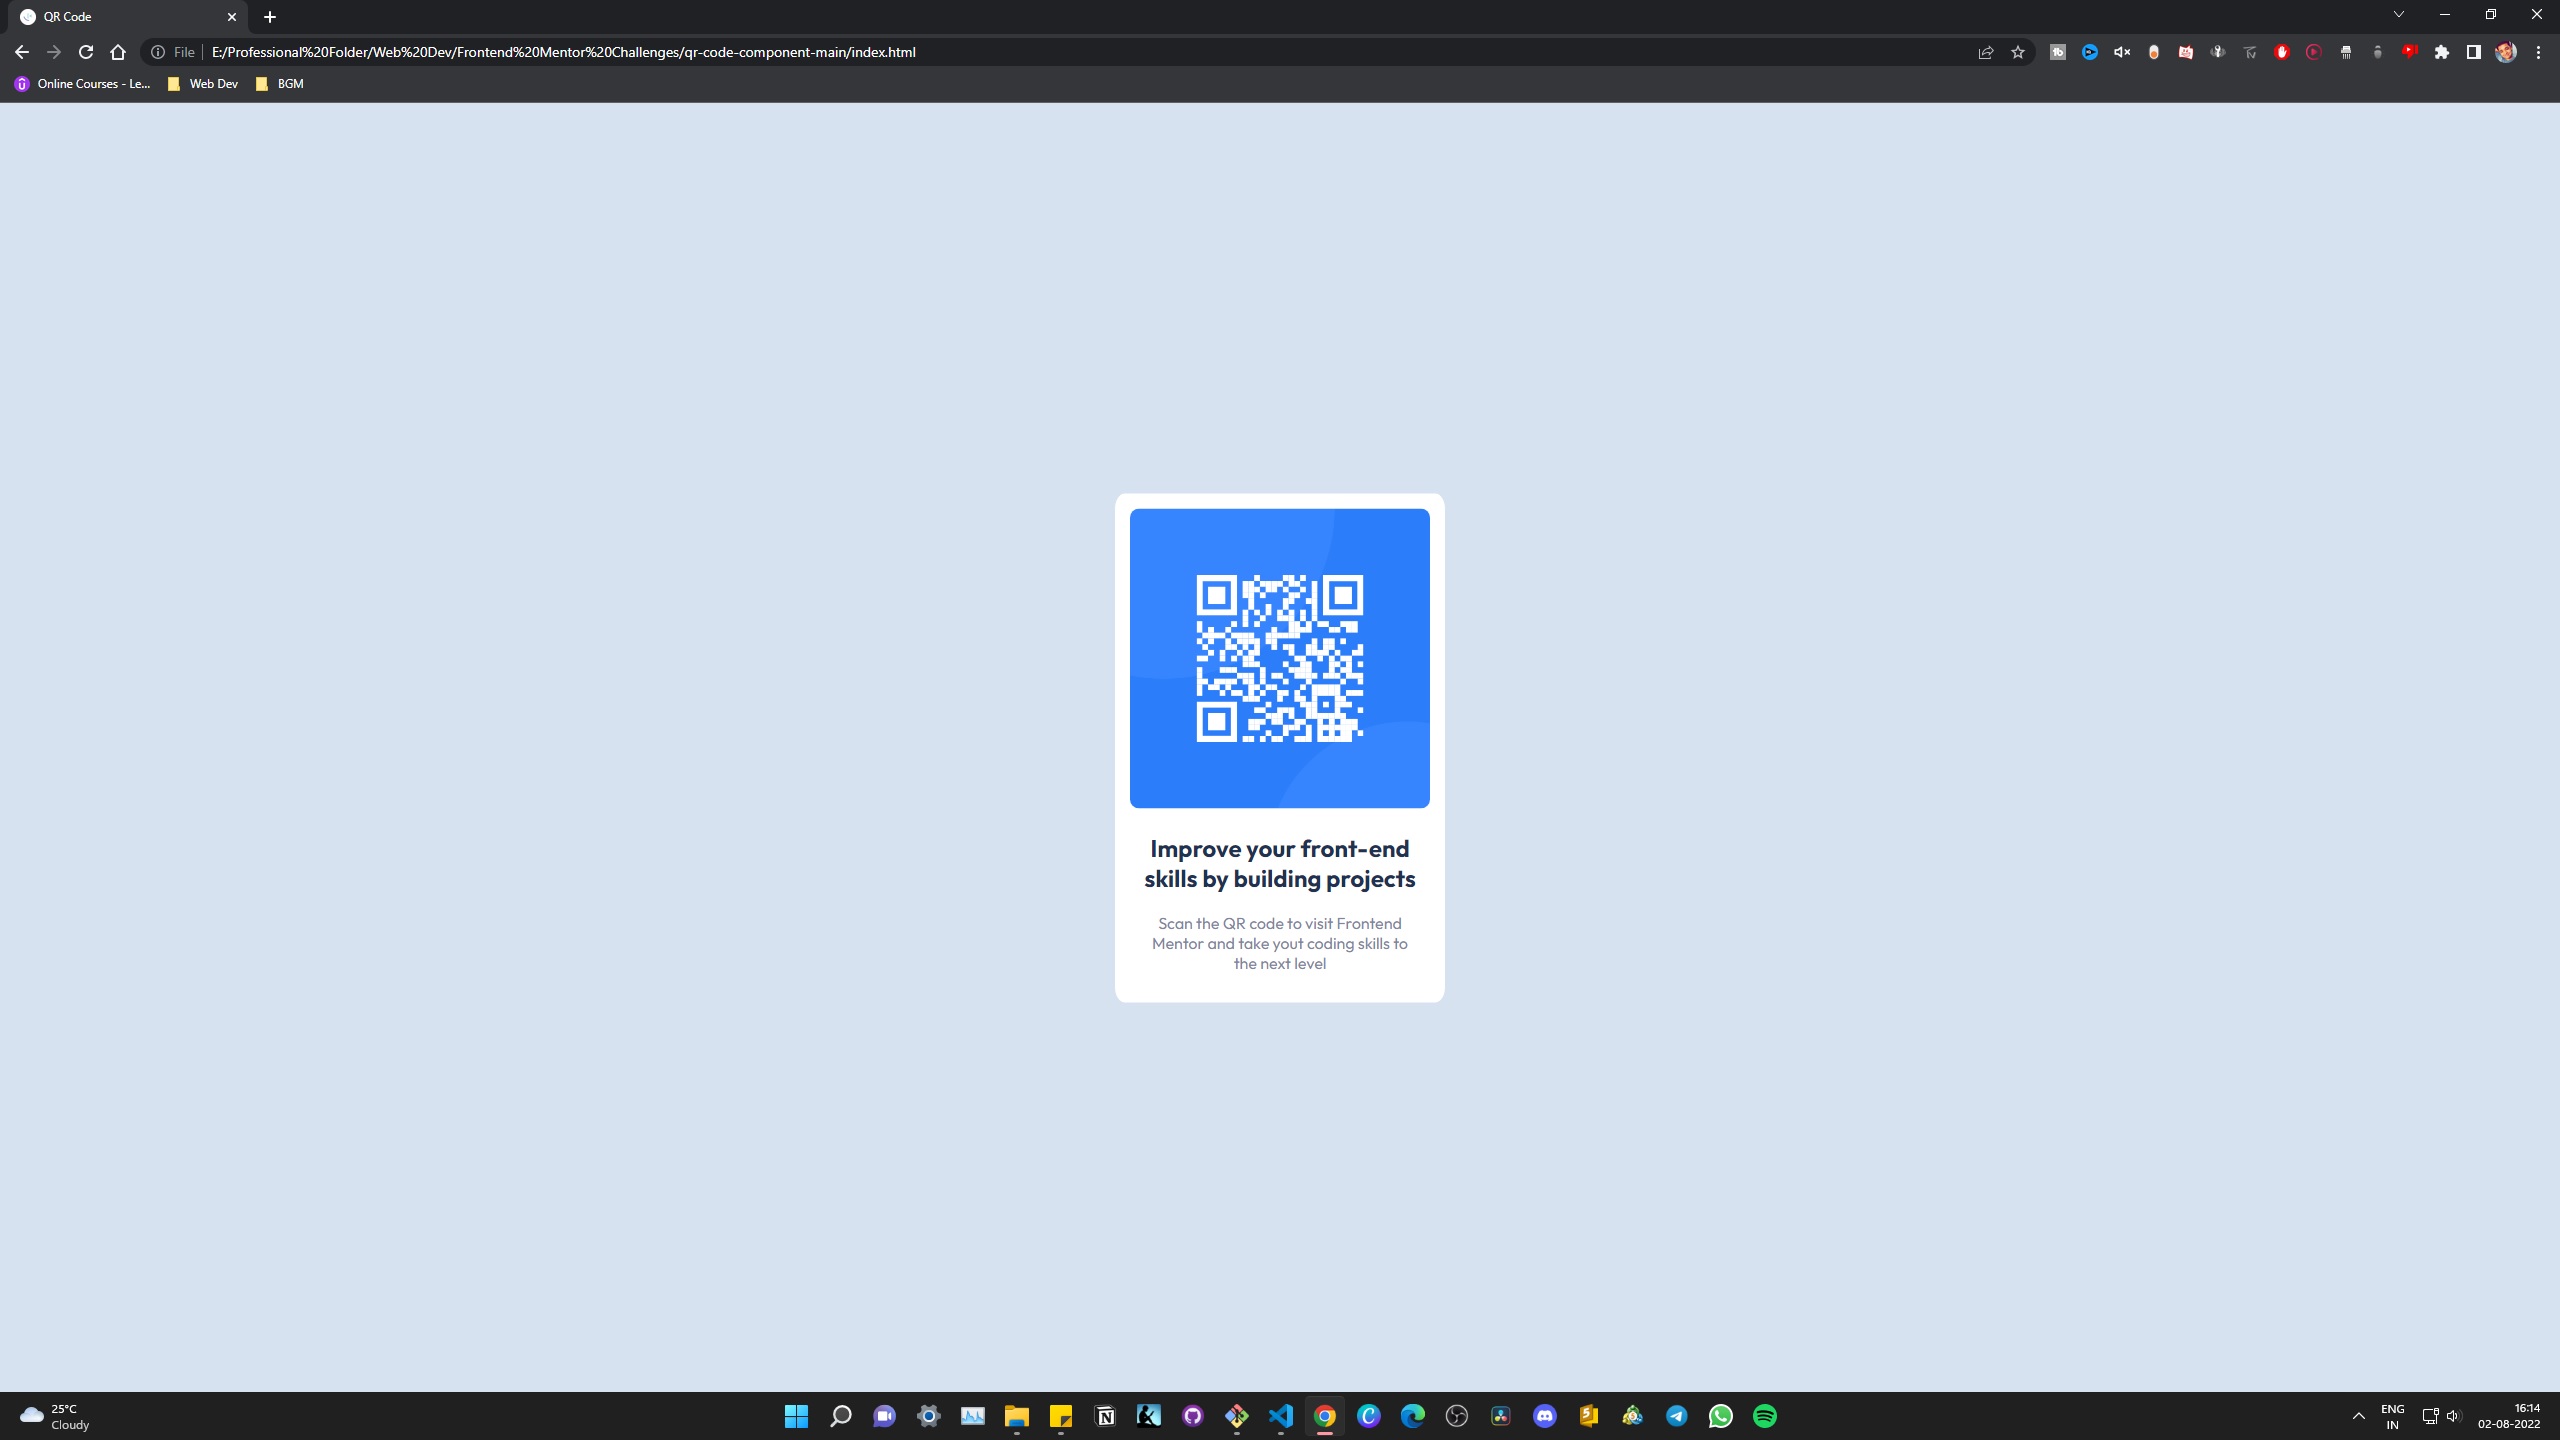 QR Code
File
E:/Professional%20Folder/Web%20Dev/Frontend%20Mentor%20Challenges/qr-code-component-main/index.html
Online Courses - Le...
Web Dev
BGM
Improve your front-end
skills by building projects
Scan the QR code to visit Frontend
Mentor and take yout coding skills to
the next level
25°C
Cloudy
ENG
IN
16:14
02-08-2022